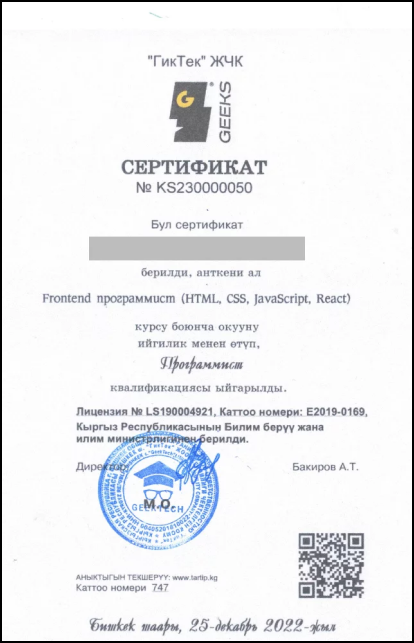 "ГикТек" ЖЧК
G
GEEKS
СЕРТИФИКАТ
№ KS230000050
Бул сертификат
берилди, анткени ал
Frontend программист (HTML, CSS, JavaScript, React)
курсу боюнча окууну
ийгилик менен өтүп,
Программист
квалификациясы ыйгарылды.
Лицензия № LS190004921, Каттоо номери: E2019-0169,
Кыргыз Республикасынын Билим берүү жана
илим министрлигинен берилди.
Директор:
Бакиров А.Т.
М.О.
GEEKTECH
АНЫКТЫГЫН ТЕКШЕРҮҮ: www.tartip.kg
Каттоо номери 747
Бишкек шаары, 25-декабрь 2022-жыл